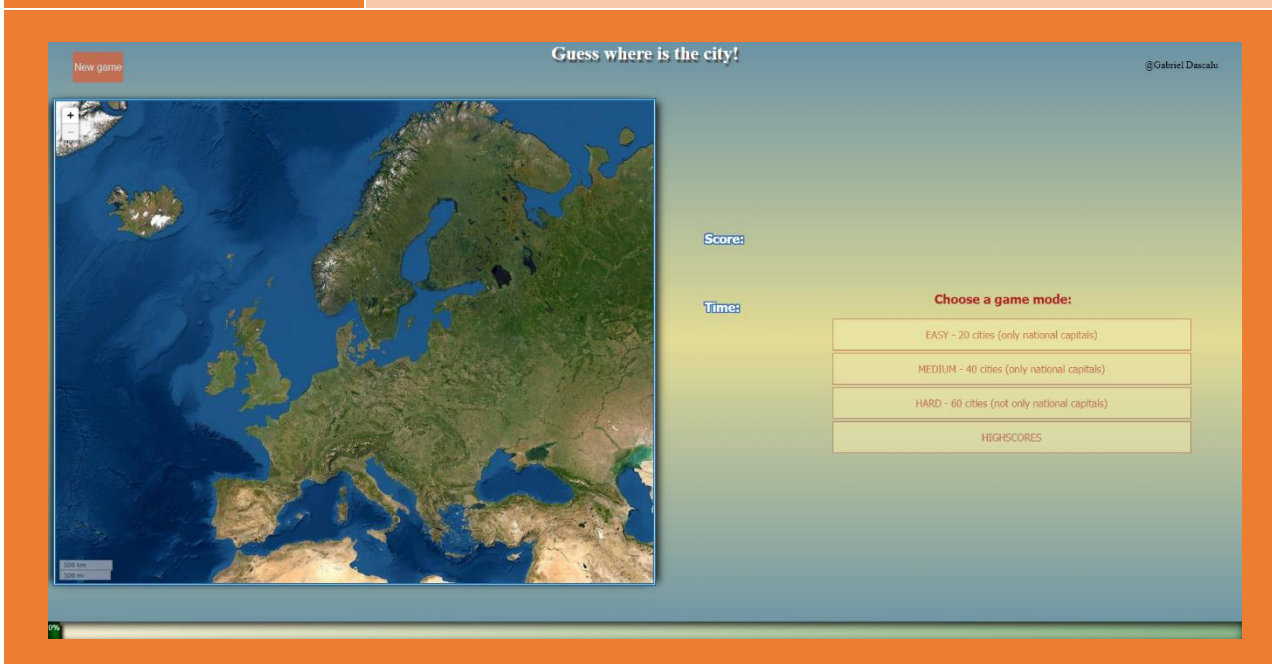 Guess where is the city!
New game
@Gabriel Dascalu
+
−
Score:
Time:
Choose a game mode:
EASY - 20 cities (only national capitals)
MEDIUM - 40 cities (only national capitals)
HARD - 60 cities (not only national capitals)
HIGHSCORES
500 km
300 mi
0%